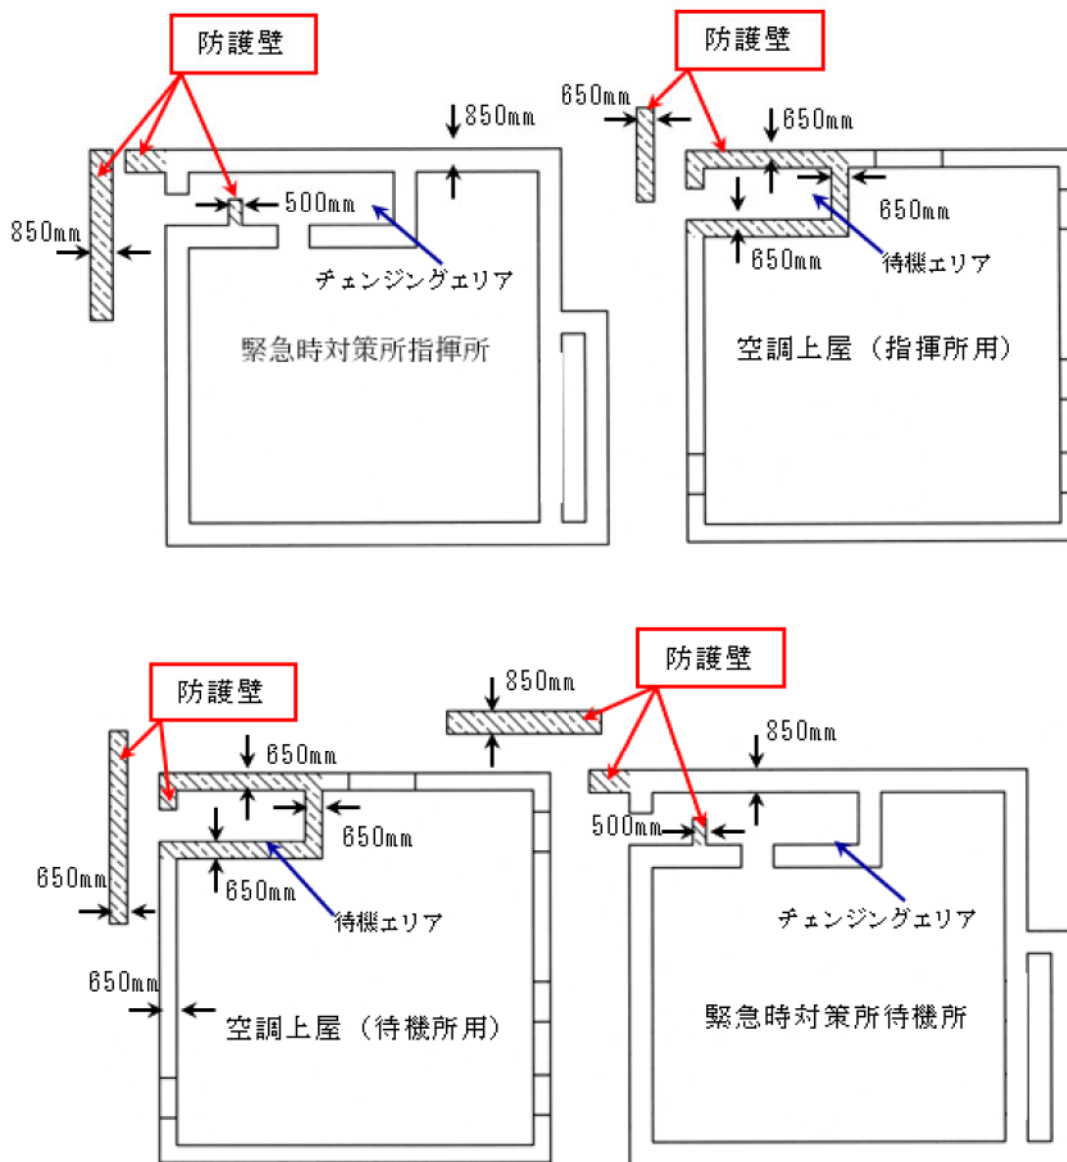 防護壁
防護壁
850mm
650mm
650mm
500mm
650mm
850mm
650mm
チェンジングエリア
待機エリア
緊急時対策所指揮所
空調上屋（指揮所用）
防護壁
防護壁
850mm
650mm
850mm
500mm
650mm
650mm
650mm
待機エリア
チェンジングエリア
650mm
空調上屋（待機所用）
緊急時対策所待機所